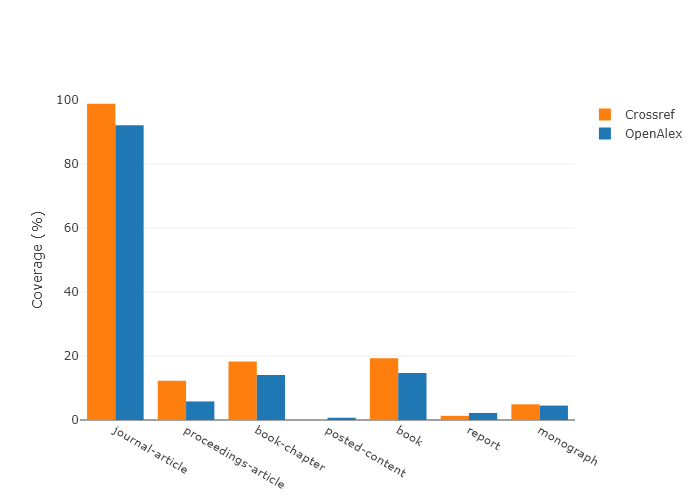 100
80
60
40
20
0
Coverage (%)
Crossref
OpenAlex
journal-article
proceedings-article
book-chapter
posted-content
book
report
monograph